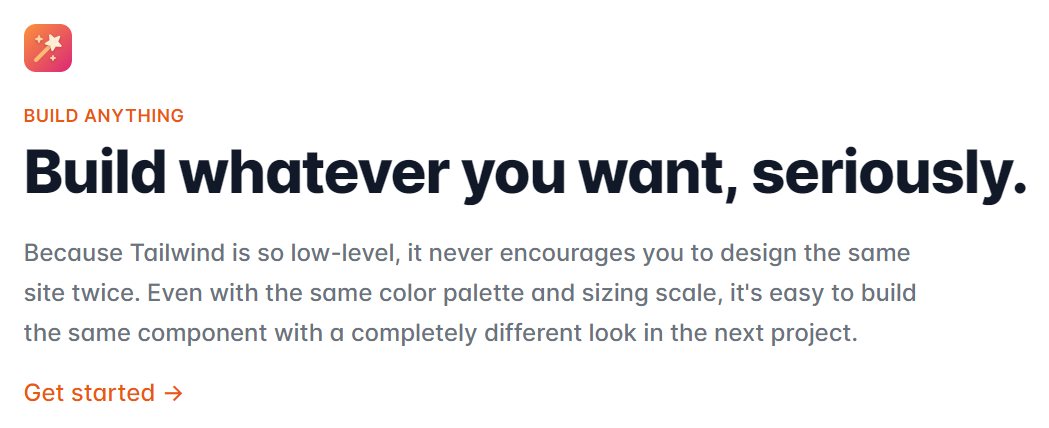 BUILD ANYTHING
Build whatever you want, seriously.
Because Tailwind is so low-level, it never encourages you to design the same
site twice. Even with the same color palette and sizing scale, it's easy to build
the same component with a completely different look in the next project.
Get started →